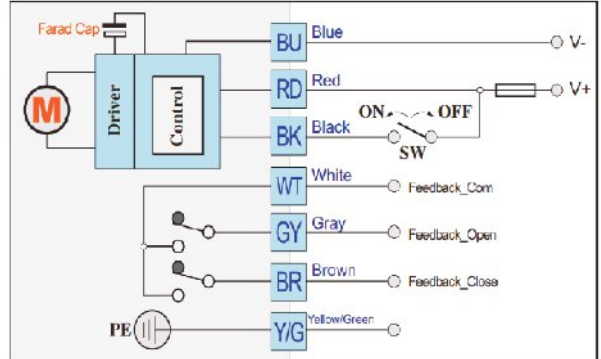 Farad Cap
M
Driver
Control
BU Blue V-
RD Red V+
ON OFF
BK Black
SW
WT White Feedback_Com
GY Gray Feedback_Open
BR Brown Feedback_Close
PE Y/G Yellow/Green